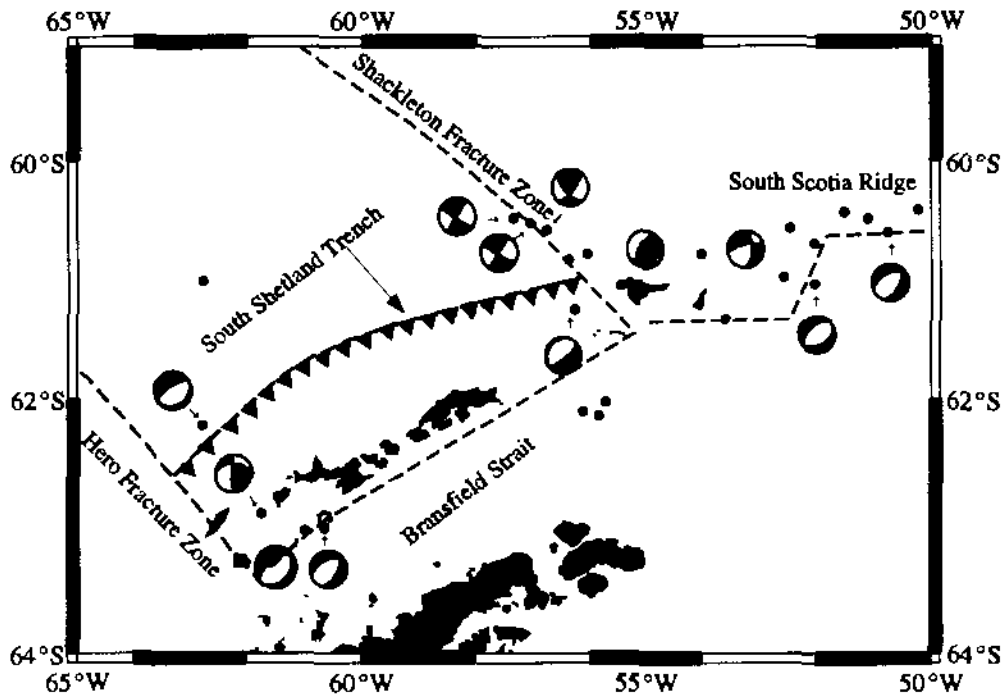 65°W 60°W 55°W 50°W
Shackleton Fracture Zone
60°S 60°S
South Scotia Ridge
South Shetland Trench
62°S 62°S
Hero Fracture Zone
Bransfield Strait
64°S 64°S
65°W 60°W 55°W 50°W